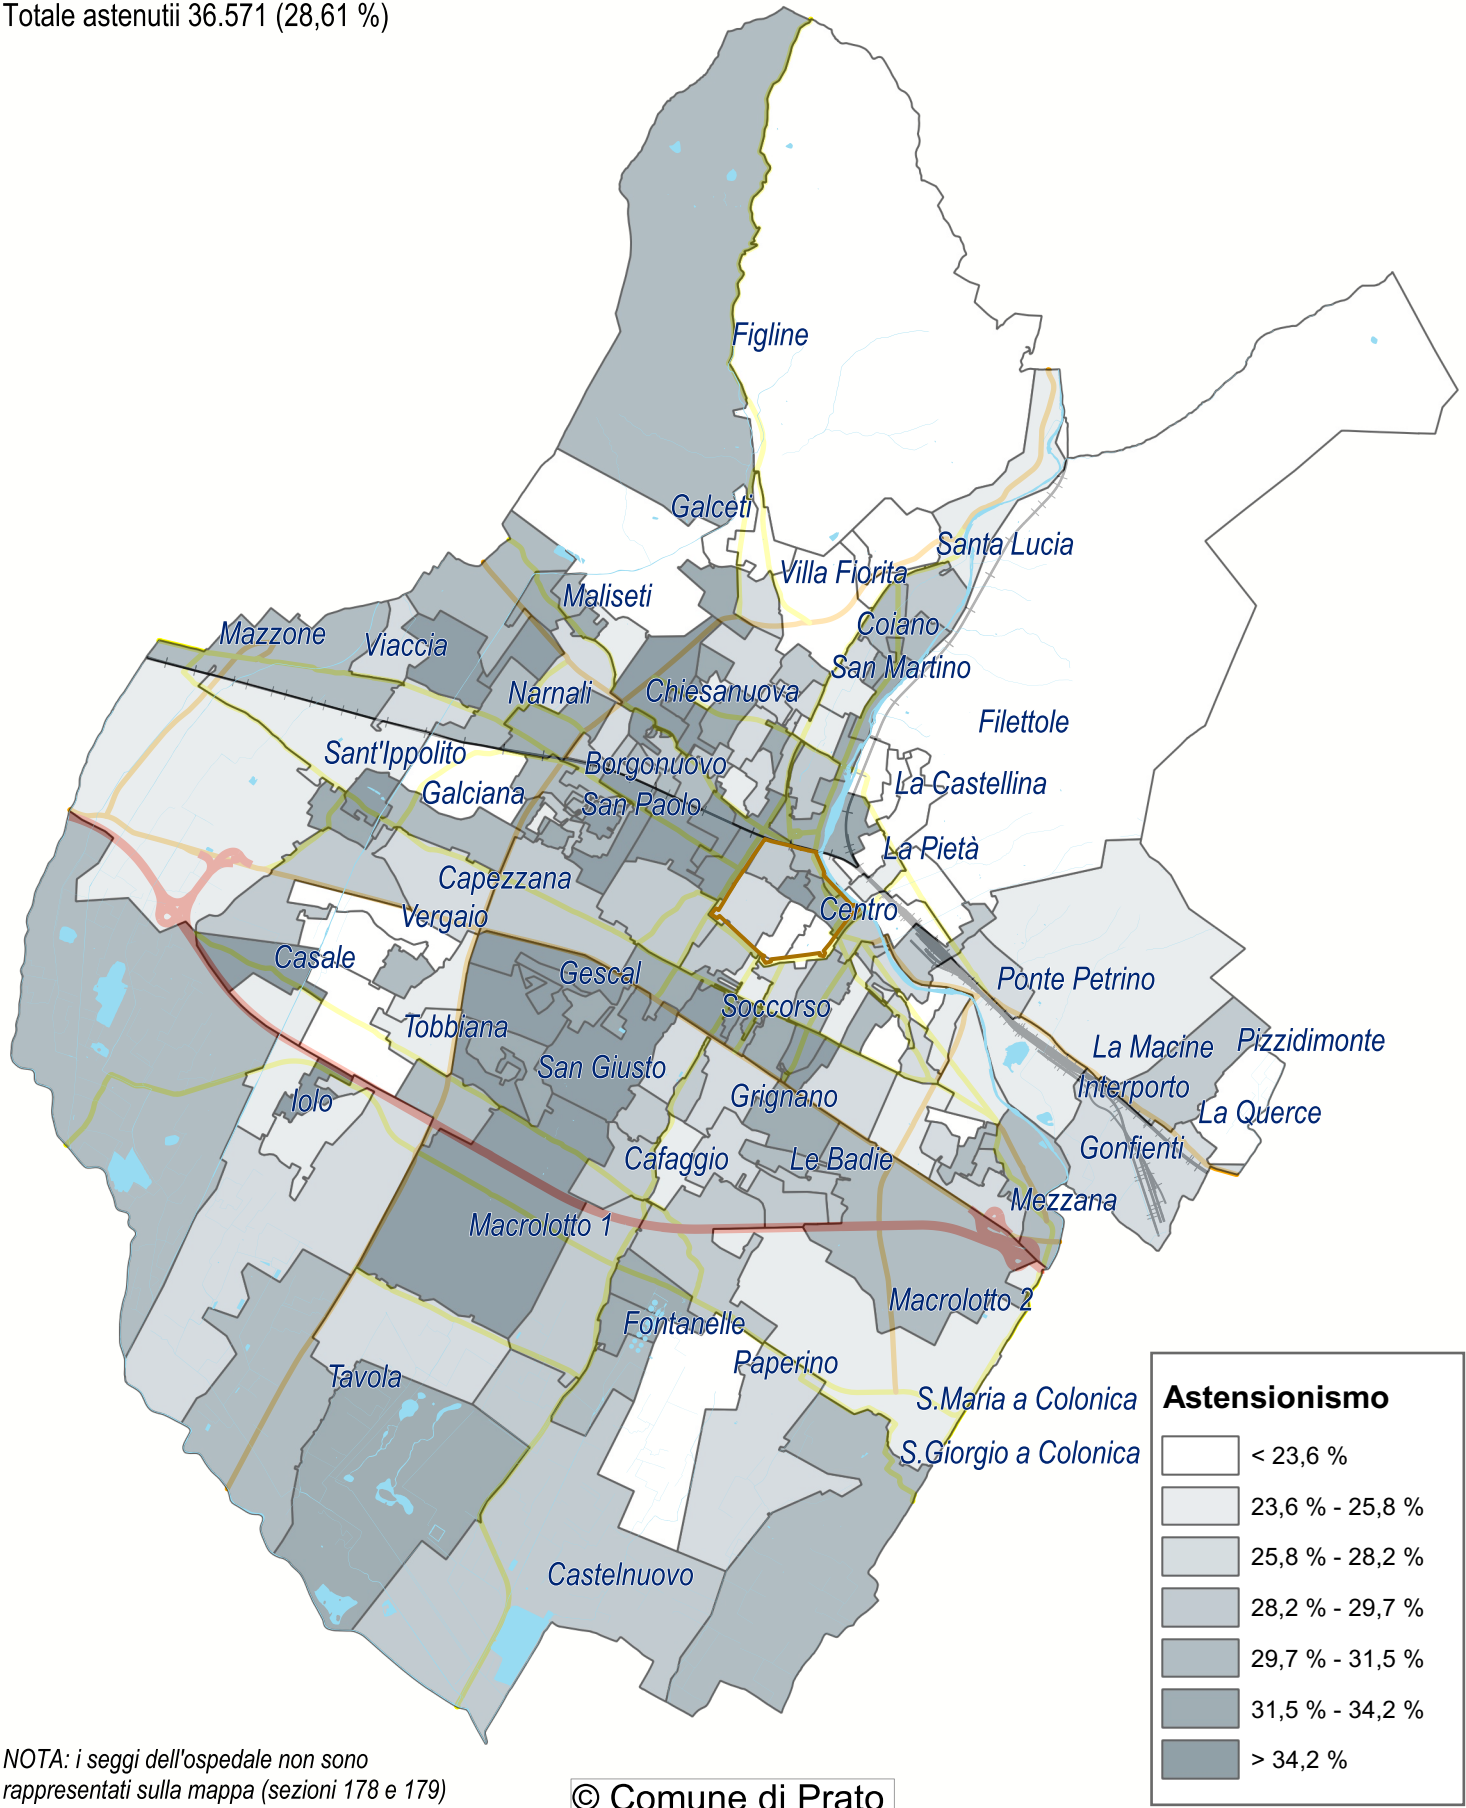 Totale astenutii 36.571 (28,61 %)
Figline
Galceti
Santa Lucia
Villa Fiorita
Maliseti
Coiano
Mazzone
Viaccia
San Martino
Narnali
Chiesanuova
Filettole
Sant'Ippolito
Borgonuovo
La Castellina
Galciana
San Paolo
La Pietà
Capezzana
Centro
Vergaio
Casale
Gescal
Ponte Petrino
Soccorso
Tobbiana
La Macine
Pizzidimonte
San Giusto
Interporto
Iolo
Grignano
La Querce
Gonfienti
Cafaggio
Le Badie
Mezzana
Macrolotto 1
Macrolotto 2
Fontanelle
Paperino
Tavola
S.Maria a Colonica
S.Giorgio a Colonica
Castelnuovo
Astensionismo
< 23,6 %
23,6 % - 25,8 %
25,8 % - 28,2 %
28,2 % - 29,7 %
29,7 % - 31,5 %
31,5 % - 34,2 %
> 34,2 %
NOTA: i seggi dell'ospedale non sono
rappresentati sulla mappa (sezioni 178 e 179)
© Comune di Prato